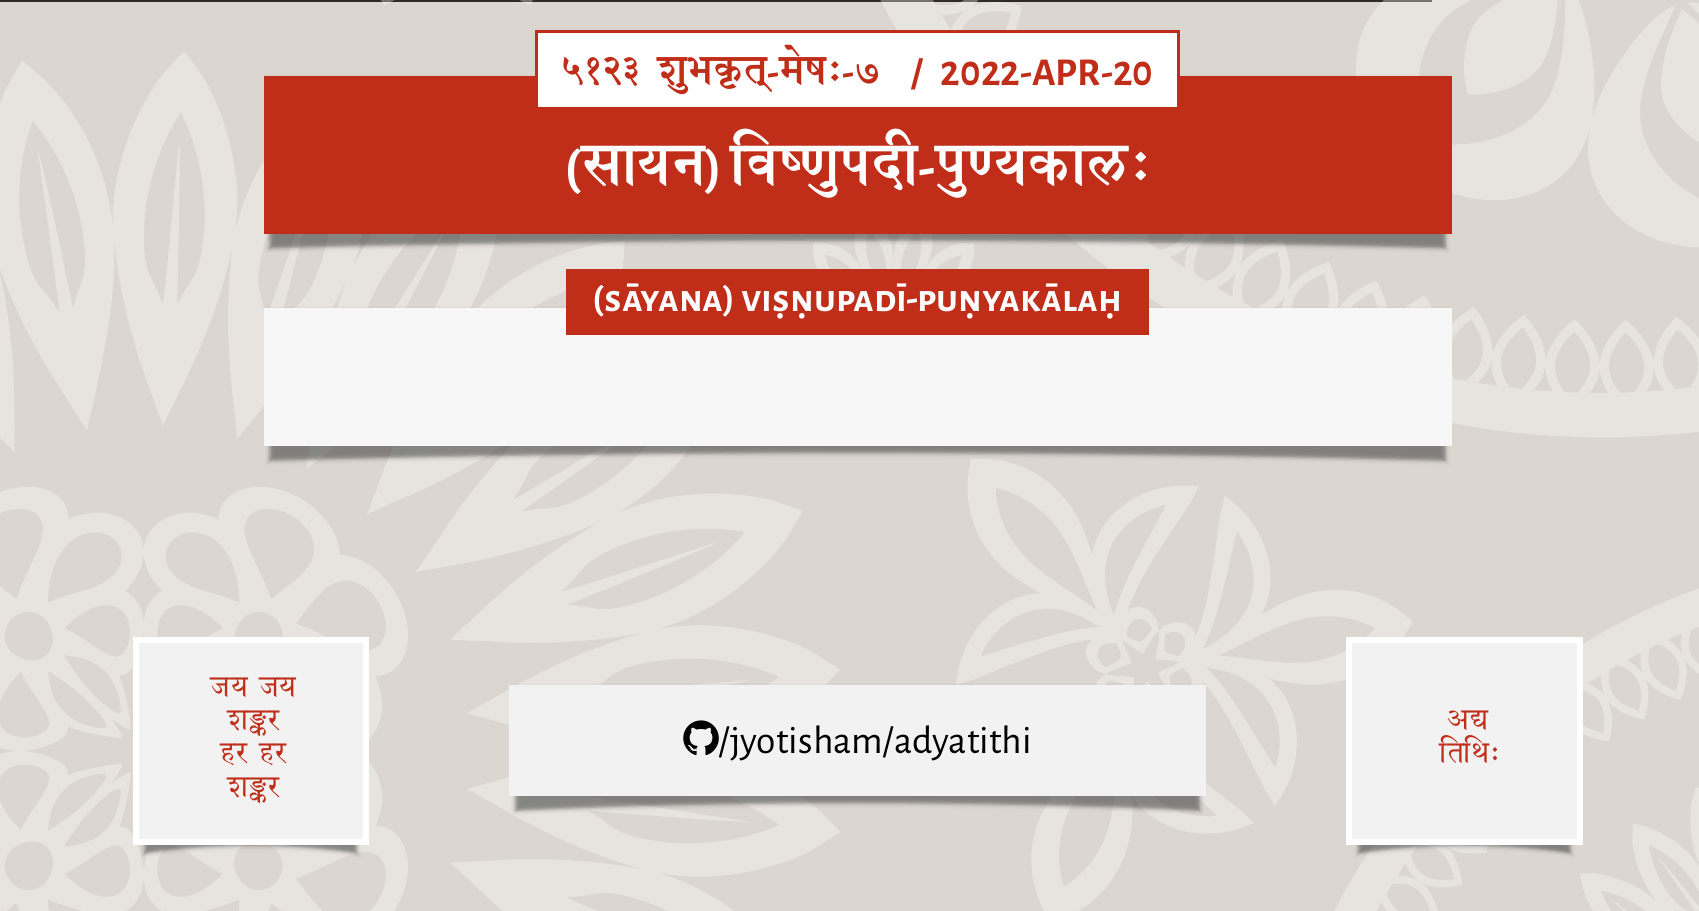 ५१२३ शुभकृत्-मेषः-७ / 2022-APR-20
(सायन) विष्णुपदी-पुण्यकालः
(SĀYANA) VIṢṆUPADĪ-PUṆYAKĀLAḤ
जय जय
शङ्कर
हर हर
शङ्कर
/jyotisham/adyatithi
अद्य
तिथिः